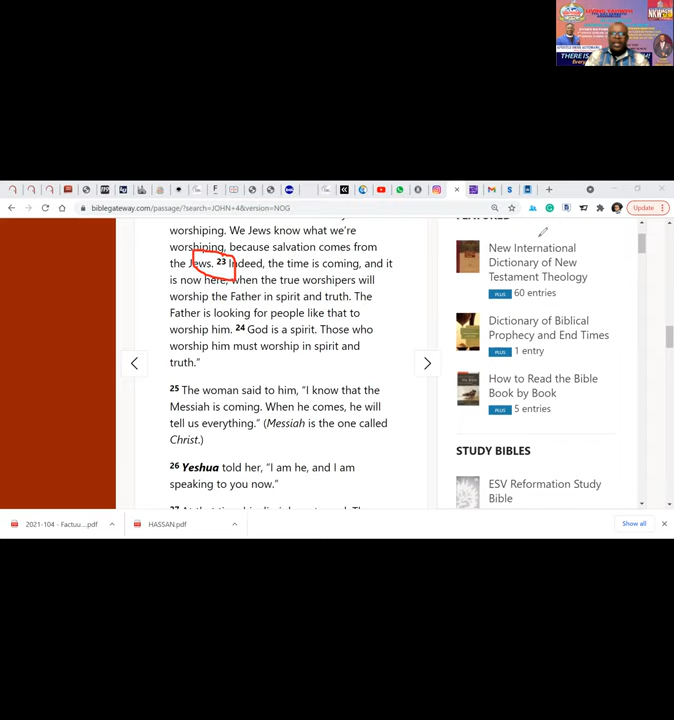 NKW
APOSTLE
THERE IS
biblegateway.com/passage/?search=JOHN+4&version=NOG
Update
worshiping. We Jews know what we're
worshiping, because salvation comes from
the Jews. 23 Indeed, the time is coming, and it
is now here, when the true worshipers will
worship the Father in spirit and truth. The
Father is looking for people like that to
worship him. 24 God is a spirit. Those who
worship him must worship in spirit and
truth."
25 The woman said to him, "I know that the
Messiah is coming. When he comes, he will
tell us everything." (Messiah is the one called
Christ.)
26 Yeshua told her, "I am he, and I am
speaking to you now."
New International
Dictionary of New
Testament Theology
PLUS 60 entries
Dictionary of Biblical
Prophecy and End Times
PLUS 1 entry
How to Read the Bible
Book by Book
PLUS 5 entries
STUDY BIBLES
ESV Reformation Study
Bible
2021-104 - Factuu....pdf
HASSAN.pdf
Show all